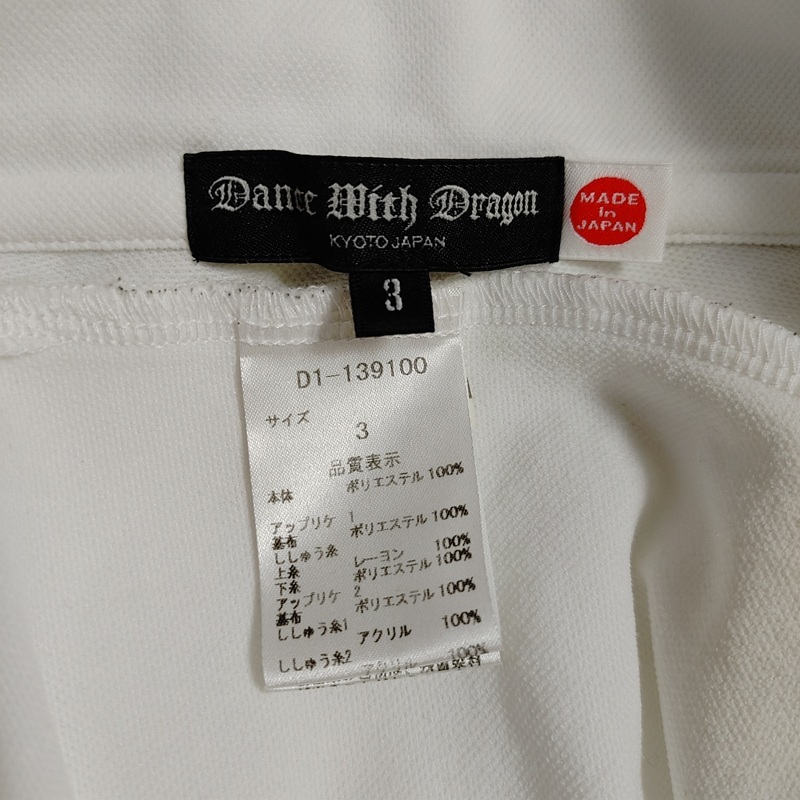 Dance With Dragon
KYOTO JAPAN
MADE
in
JAPAN
3
D1-139100
サイズ
3
品質表示
本体 ポリエステル 100%
アップリケ 1
基布 ポリエステル 100%
ししゅう糸
上糸 レーヨン 100%
下糸 ポリエステル 100%
アップリケ 2
基布 ポリエステル 100%
ししゅう糸1 アクリル 100%
ししゅう糸2 アクリル 100%